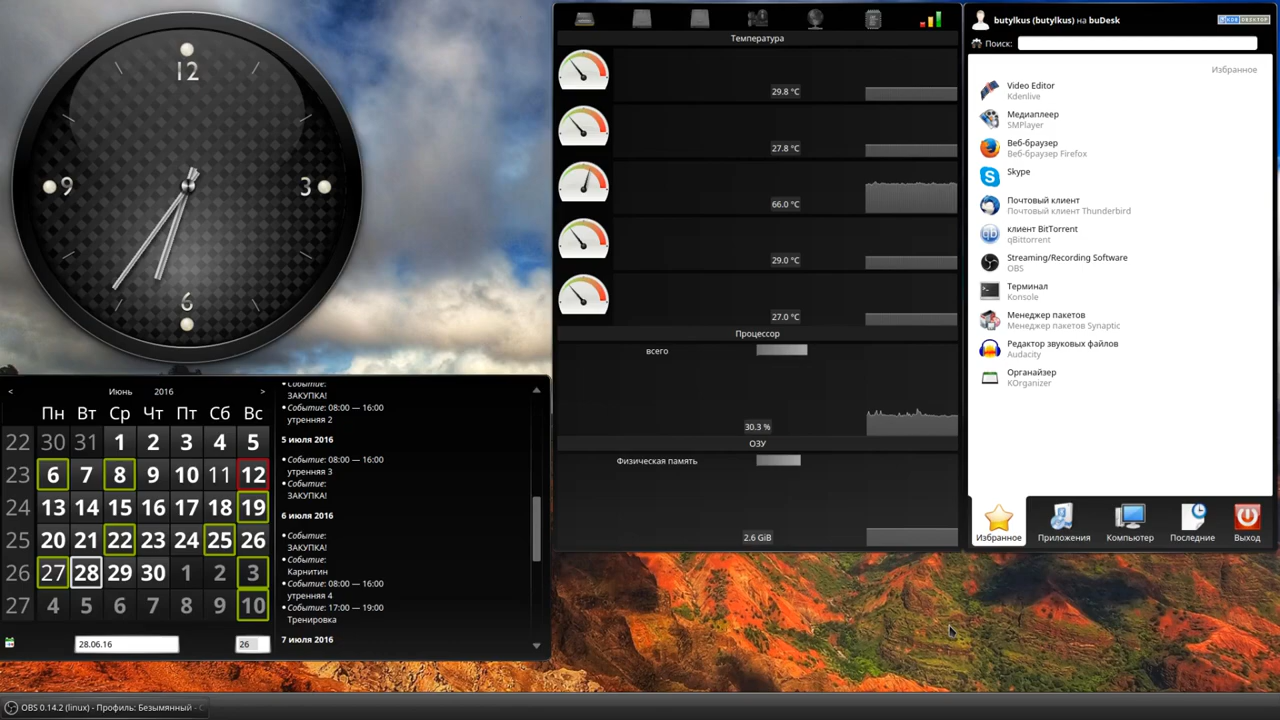 12
9
3
6
< Июнь 2016 >
Пн Вт Ср Чт Пт Сб Вс
22 30 31 1 2 3 4 5
23 6 7 8 9 10 11 12
24 13 14 15 16 17 18 19
25 20 21 22 23 24 25 26
26 27 28 29 30 1 2 3
27 4 5 6 7 8 9 10
28.06.16
26
• Событие:
ЗАКУПКА!
• Событие: 08:00 — 16:00
утренняя 2
5 июля 2016
• Событие: 08:00 — 16:00
утренняя 3
• Событие:
ЗАКУПКА!
6 июля 2016
• Событие:
ЗАКУПКА!
• Событие:
Карнитин
• Событие: 08:00 — 16:00
утренняя 4
• Событие: 17:00 — 19:00
Тренировка
7 июля 2016
Температура
29.8 °C
27.8 °C
66.0 °C
29.0 °C
27.0 °C
Процессор
всего
30.3 %
ОЗУ
Физическая память
2.6 GiB
butylkus (butylkus) на buDesk
Поиск:
Избранное
Video Editor
Kdenlive
Медиаплеер
SMPlayer
Веб-браузер
Веб-браузер Firefox
Skype
Почтовый клиент
Почтовый клиент Thunderbird
клиент BitTorrent
qBittorrent
Streaming/Recording Software
OBS
Терминал
Konsole
Менеджер пакетов
Менеджер пакетов Synaptic
Редактор звуковых файлов
Audacity
Органайзер
KOrganizer
Избранное
Приложения
Компьютер
Последние
Выход
OBS 0.14.2 (linux) - Профиль: Безымянный -